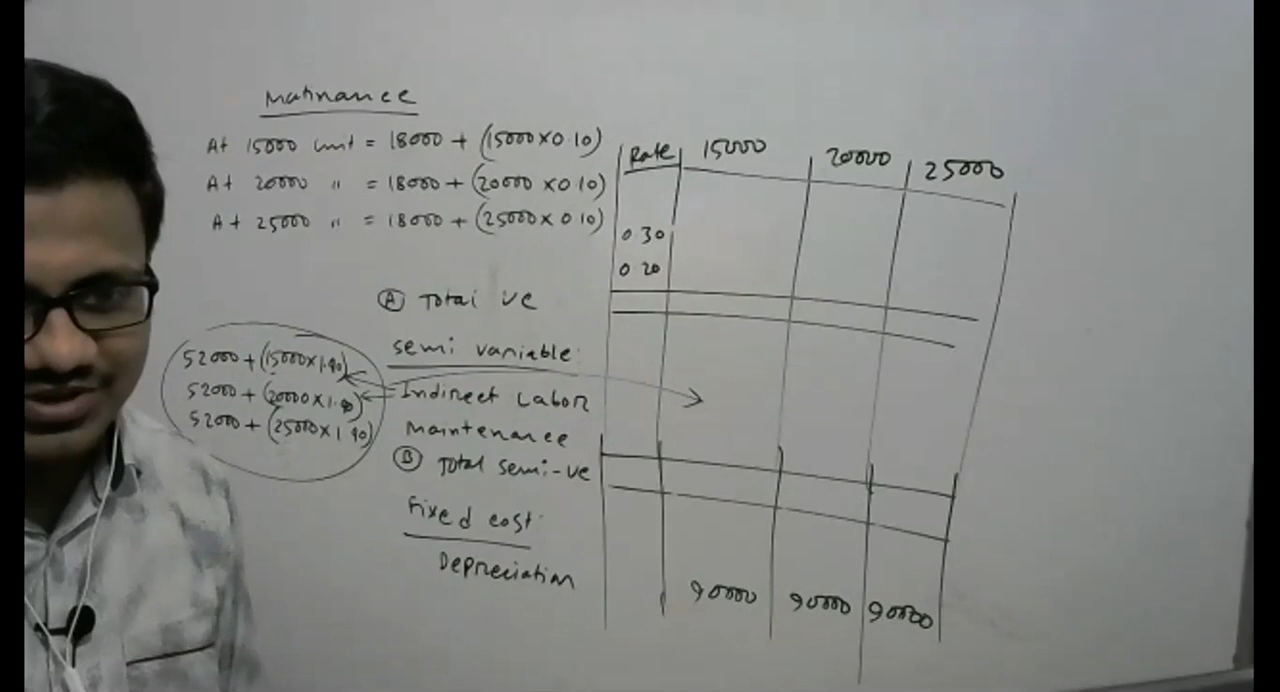 Matinance
At 15000 unit = 18000 + (15000×0.10)
At 20000 " = 18000 + (20000×0.10)
At 25000 " = 18000 + (25000×0.10)
Rate 15000 20000 25000
0.30
0.20
Ⓐ Total VC
semi variable:
52000 + (15000×1.90)
52000 + (20000×1.90)
52000 + (25000×1.90)
Indirect Labor
maintenance
Ⓑ Total semi-VC
Fixed cost:
Depreciation 90000 90000 90000